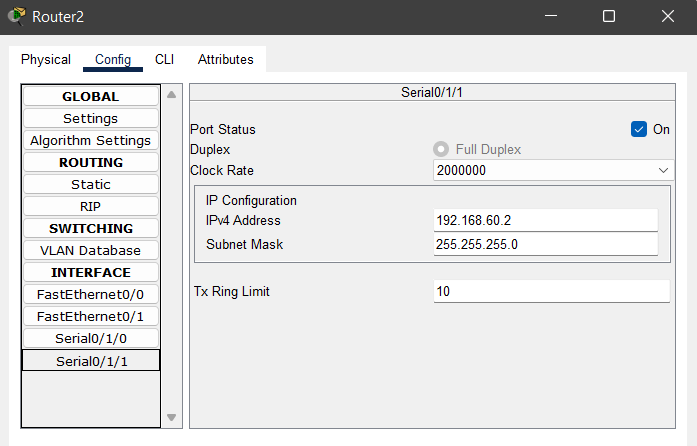 Router2
Physical Config CLI Attributes
GLOBAL
Settings
Algorithm Settings
ROUTING
Static
RIP
SWITCHING
VLAN Database
INTERFACE
FastEthernet0/0
FastEthernet0/1
Serial0/1/0
Serial0/1/1
Serial0/1/1
Port Status On
Duplex Full Duplex
Clock Rate 2000000
IP Configuration
IPv4 Address 192.168.60.2
Subnet Mask 255.255.255.0
Tx Ring Limit 10